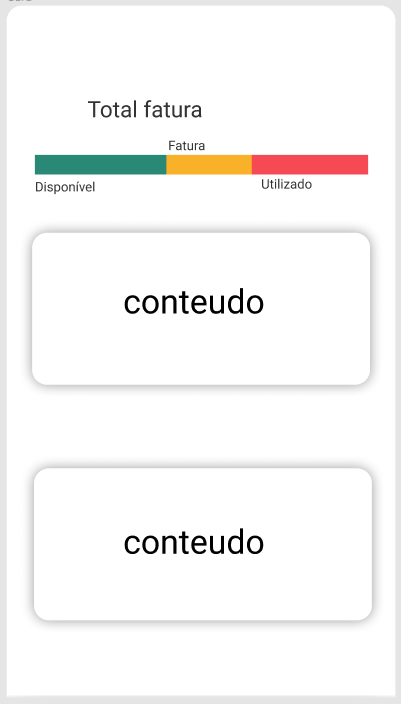 Total fatura
Fatura
Disponível
Utilizado
conteudo
conteudo